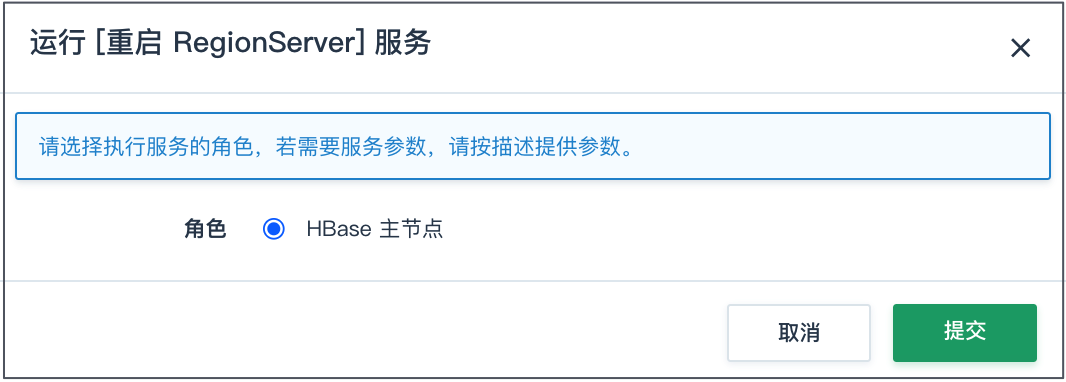 运行 [重启 RegionServer] 服务
请选择执行服务的角色，若需要服务参数，请按描述提供参数。
角色 HBase 主节点
取消 提交